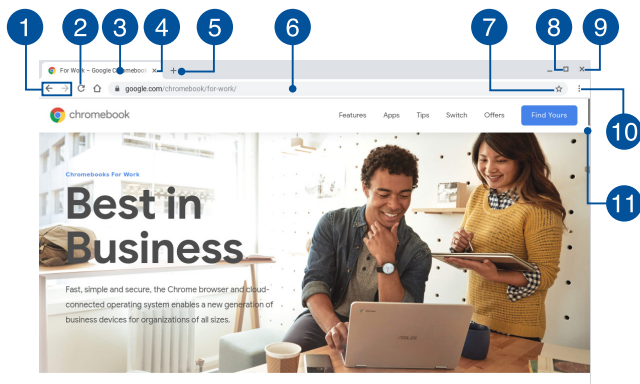 1 2 3 4 5 6 7 8 9
For Work – Google Chromebook
google.com/chromebook/for-work/
10
chromebook
Features Apps Tips Switch Offers Find Yours
11
Chromebooks For Work
Best in
Business
Fast, simple and secure, the Chrome browser and cloud-
connected operating system enables a new generation of
business devices for organizations of all sizes.
ASUS